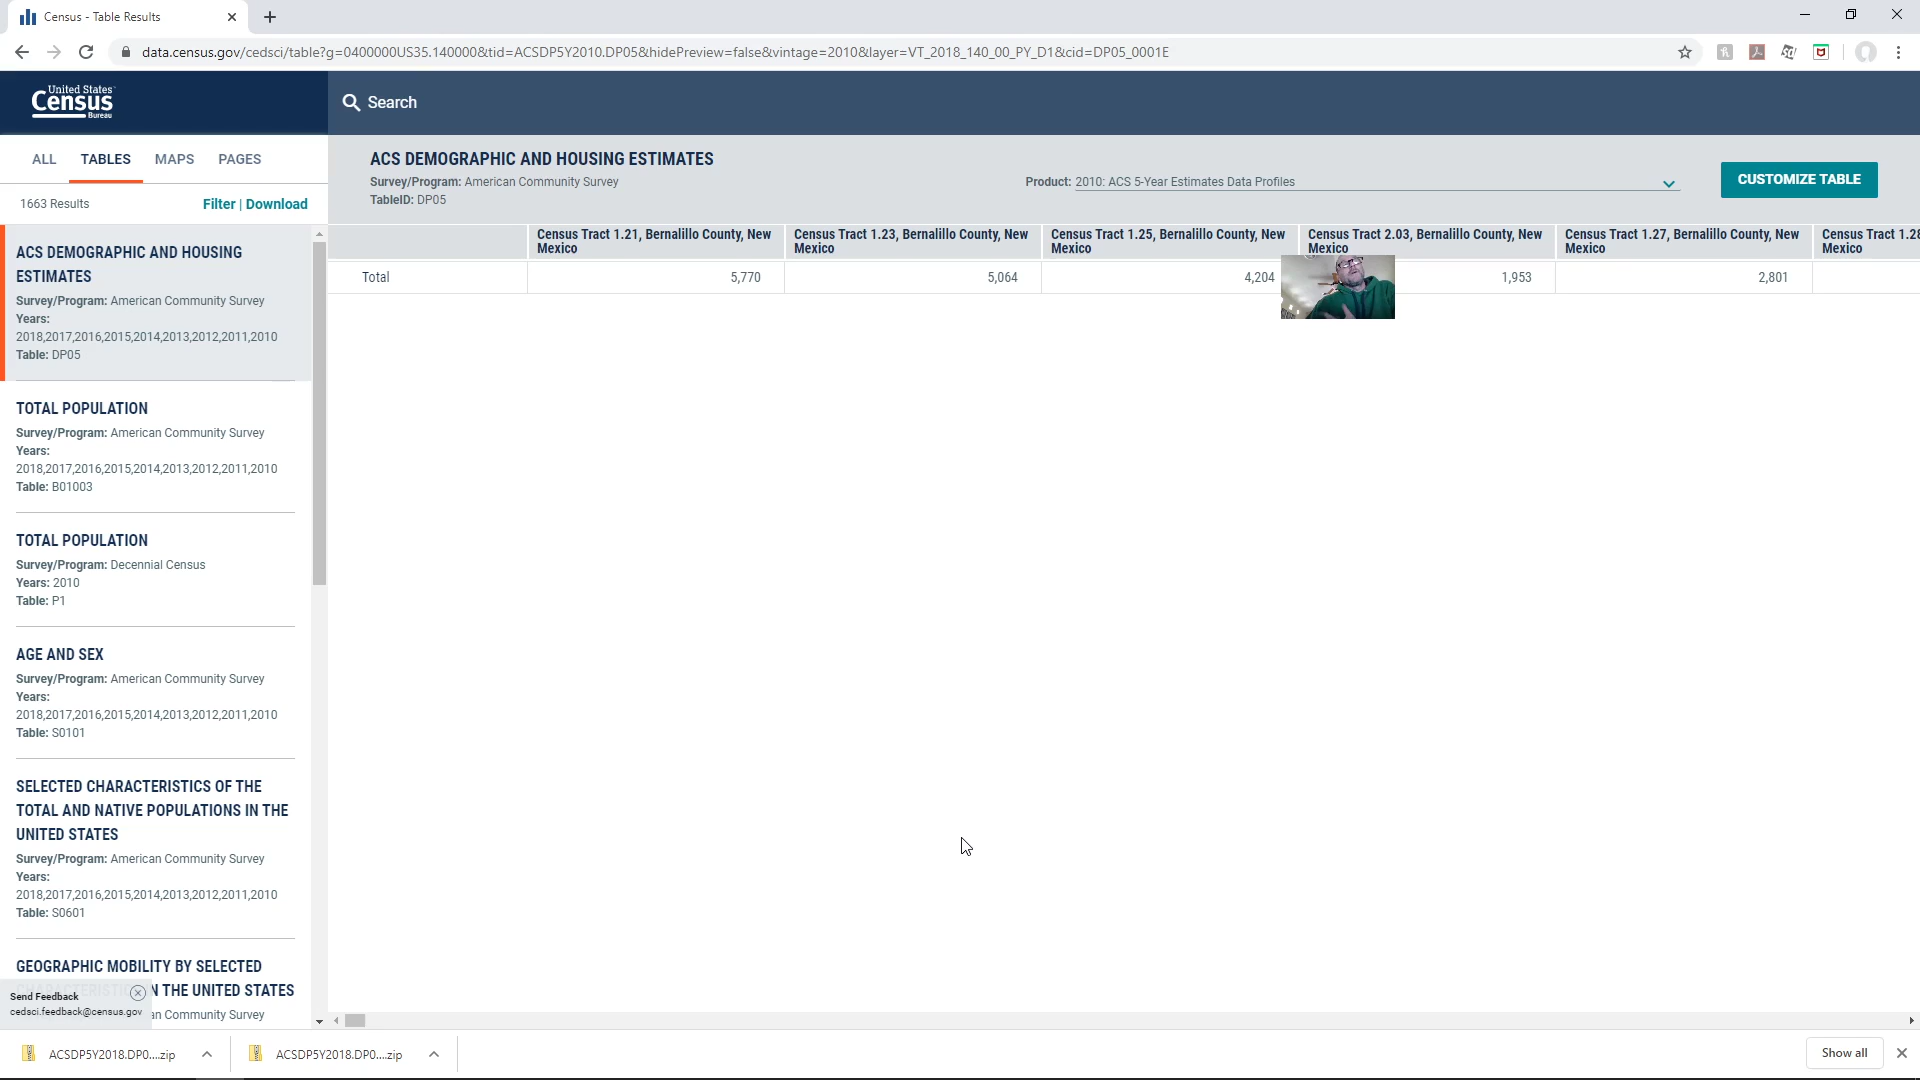 Census - Table Results
data.census.gov/cedsci/table?g=0400000US35.140000&tid=ACSDP5Y2010.DP05&hidePreview=false&vintage=2010&layer=VT_2018_140_00_PY_D1&cid=DP05_0001E
United States
Census
Bureau
Search
ALL TABLES MAPS PAGES
1663 Results Filter | Download
ACS DEMOGRAPHIC AND HOUSING ESTIMATES
Survey/Program: American Community Survey
TableID: DP05
Product: 2010: ACS 5-Year Estimates Data Profiles
CUSTOMIZE TABLE
Census Tract 1.21, Bernalillo County, New
Mexico
Census Tract 1.23, Bernalillo County, New
Mexico
Census Tract 1.25, Bernalillo County, New
Mexico
Census Tract 2.03, Bernalillo County, New
Mexico
Census Tract 1.27, Bernalillo County, New
Mexico
Census Tract 1.28
Total 5,770 5,064 4,204 1,953 2,801
ACS DEMOGRAPHIC AND HOUSING
ESTIMATES
Survey/Program: American Community Survey
Years:
2018,2017,2016,2015,2014,2013,2012,2011,2010
Table: DP05
TOTAL POPULATION
Survey/Program: American Community Survey
Years:
2018,2017,2016,2015,2014,2013,2012,2011,2010
Table: B01003
TOTAL POPULATION
Survey/Program: Decennial Census
Years: 2010
Table: P1
AGE AND SEX
Survey/Program: American Community Survey
Years:
2018,2017,2016,2015,2014,2013,2012,2011,2010
Table: S0101
SELECTED CHARACTERISTICS OF THE
TOTAL AND NATIVE POPULATIONS IN THE
UNITED STATES
Survey/Program: American Community Survey
Years:
2018,2017,2016,2015,2014,2013,2012,2011,2010
Table: S0601
GEOGRAPHIC MOBILITY BY SELECTED
N THE UNITED STATES
an Community Survey
Send Feedback
cedsci.feedback@census.gov
ACSDP5Y2018.DP0....zip
ACSDP5Y2018.DP0....zip
Show all